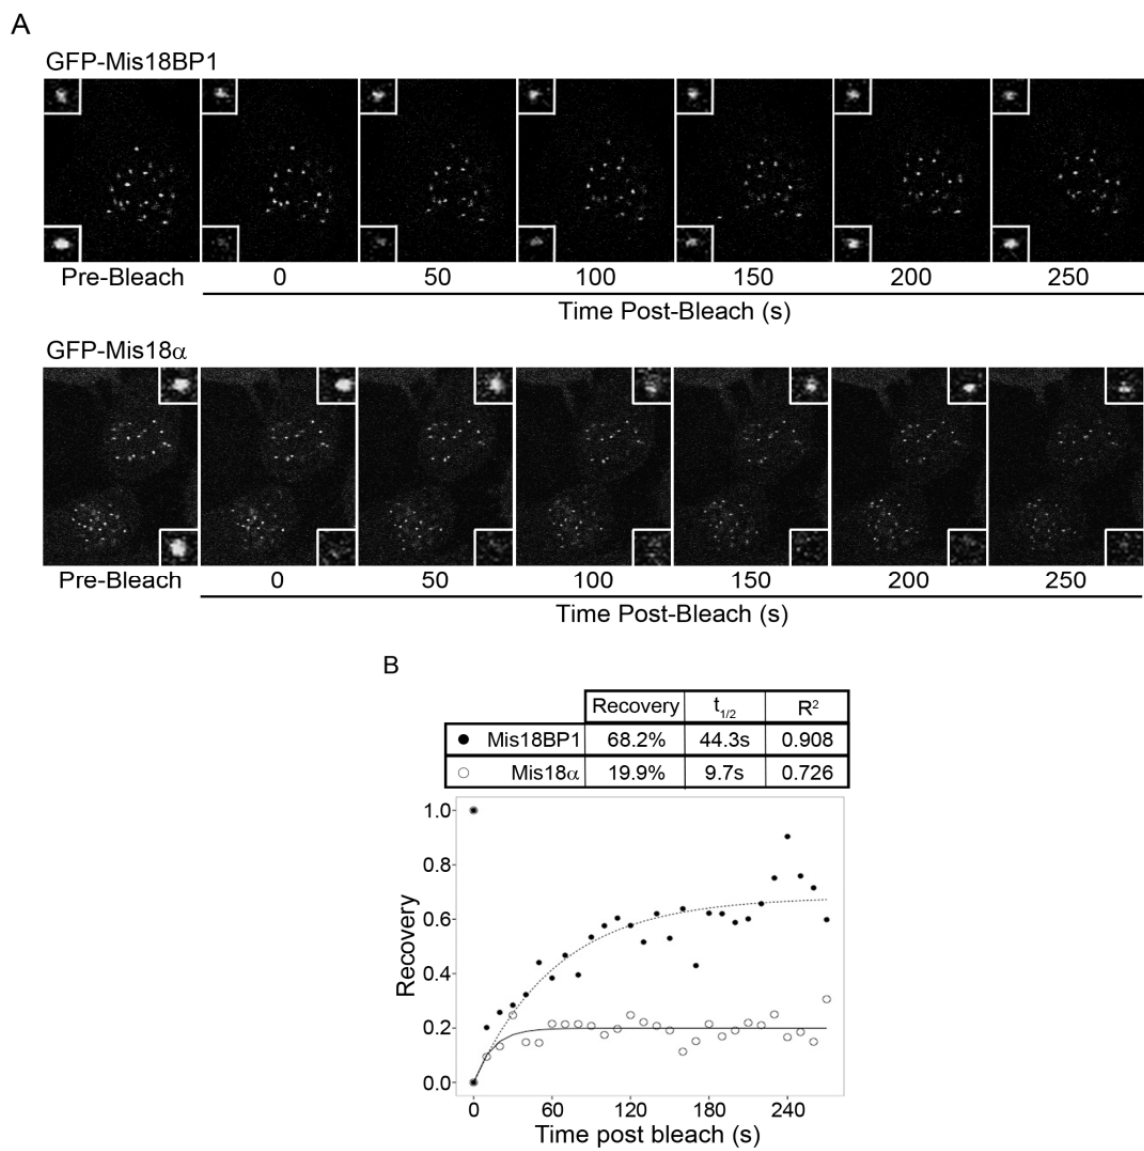 A
GFP-Mis18BP1
Pre-Bleach 0 50 100 150 200 250
Time Post-Bleach (s)
GFP-Mis18α
Pre-Bleach 0 50 100 150 200 250
Time Post-Bleach (s)
B
Recovery t1/2 R²
Mis18BP1 68.2% 44.3s 0.908
Mis18α 19.9% 9.7s 0.726
1.0
0.8
0.6
0.4
0.2
0.0
Recovery
0 60 120 180 240
Time post bleach (s)